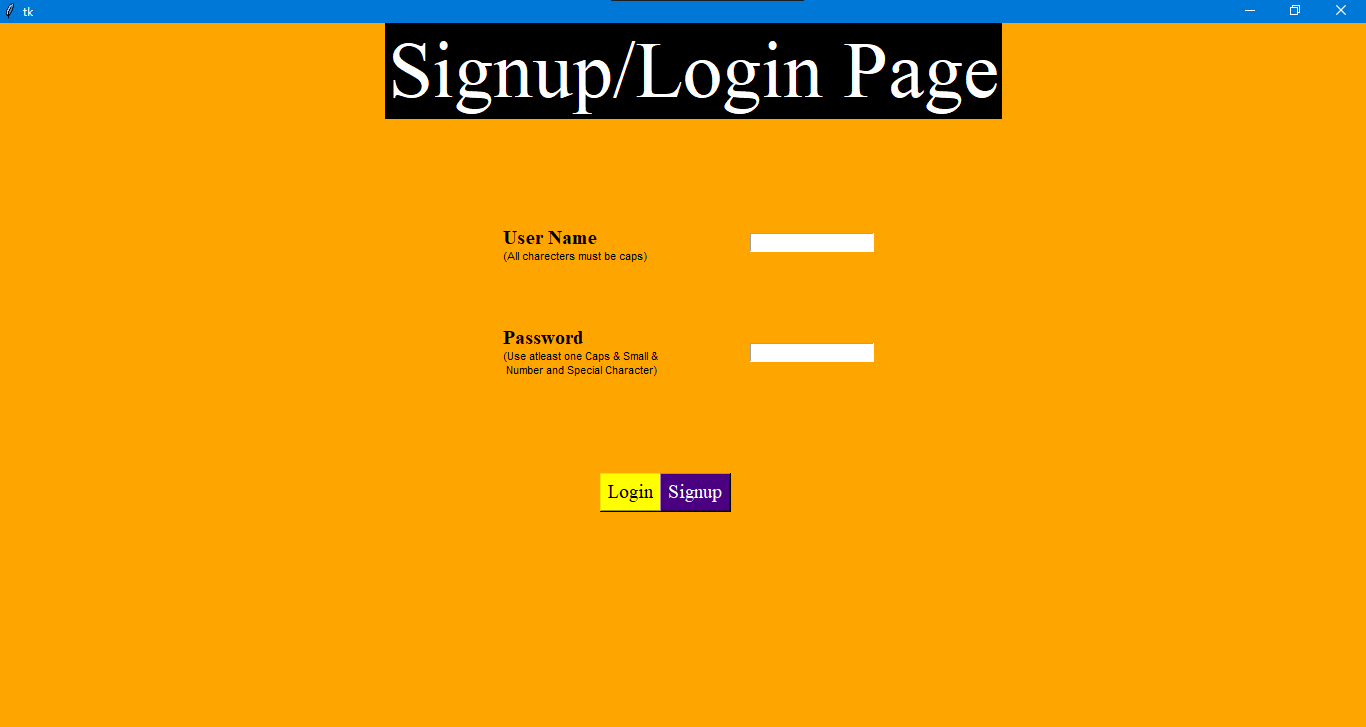 tk
Signup/Login Page
User Name
(All charecters must be caps)
Password
(Use atleast one Caps & Small &
Number and Special Character)
Login Signup